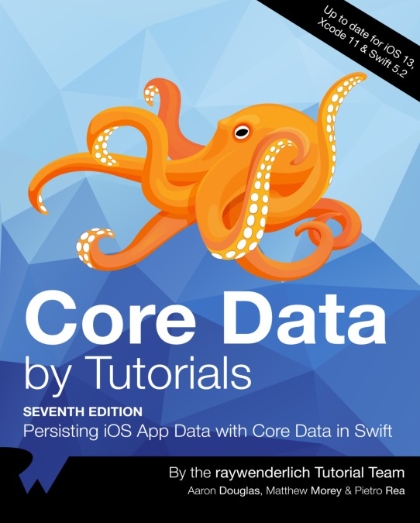 Up to date for iOS 13,
Xcode 11 & Swift 5.2
Core Data
by Tutorials
SEVENTH EDITION
Persisting iOS App Data with Core Data in Swift
By the raywenderlich Tutorial Team
Aaron Douglas, Matthew Morey & Pietro Rea